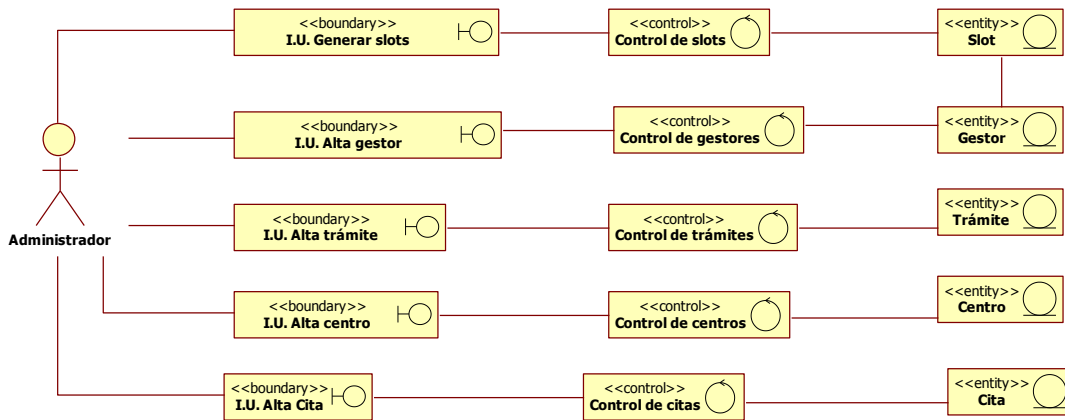 <<boundary>>
I.U. Generar slots
<<control>>
Control de slots
<<entity>>
Slot
<<boundary>>
I.U. Alta gestor
<<control>>
Control de gestores
<<entity>>
Gestor
<<boundary>>
I.U. Alta trámite
<<control>>
Control de trámites
<<entity>>
Trámite
Administrador
<<boundary>>
I.U. Alta centro
<<control>>
Control de centros
<<entity>>
Centro
<<boundary>>
I.U. Alta Cita
<<control>>
Control de citas
<<entity>>
Cita